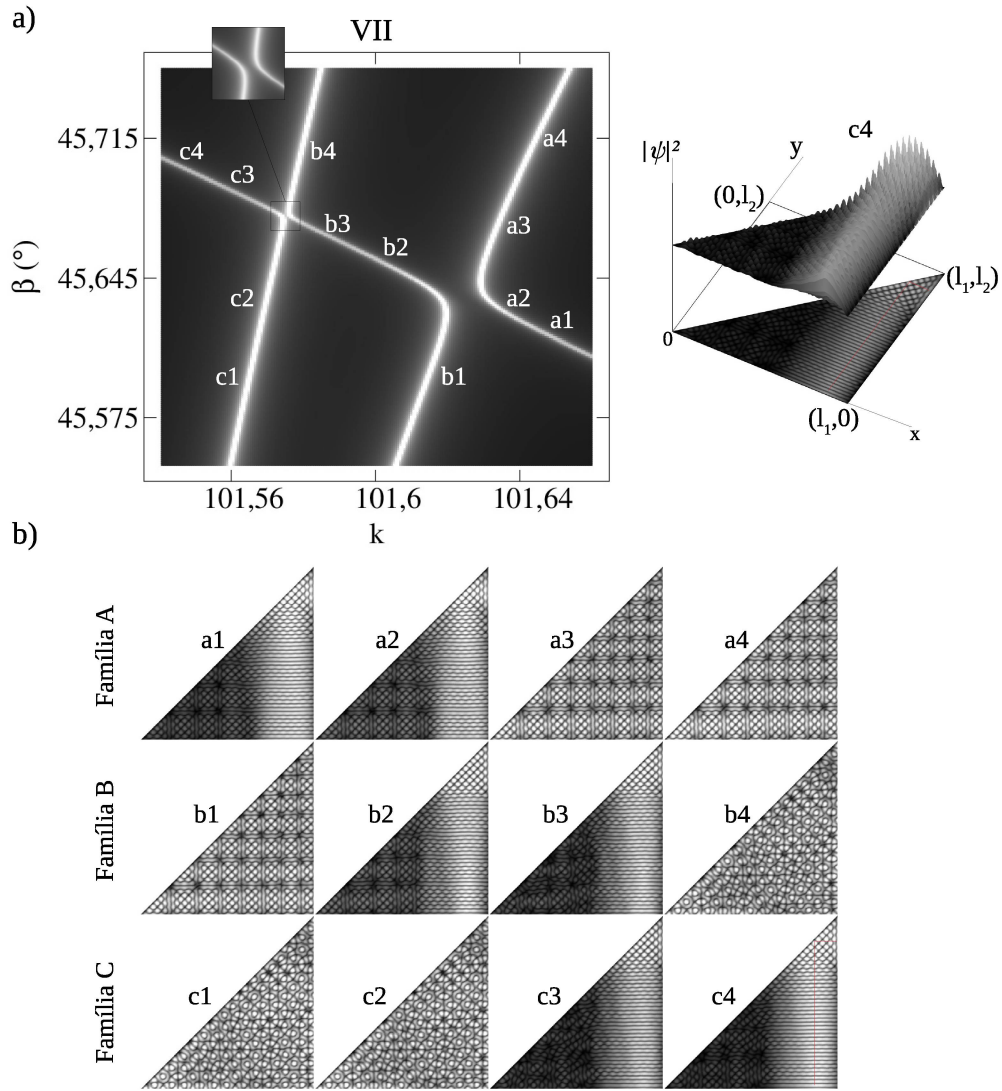 a)
VII
45,715
45,645
45,575
β (°)
101,56 101,6 101,64
k
c4
c3
b4
b3
b2
c2
c1
b1
a4
a3
a2
a1
c4
|ψ|²
y
(0,l₂)
(l₁,l₂)
0
(l₁,0)
x
b)
Família A
a1 a2 a3 a4
Família B
b1 b2 b3 b4
Família C
c1 c2 c3 c4